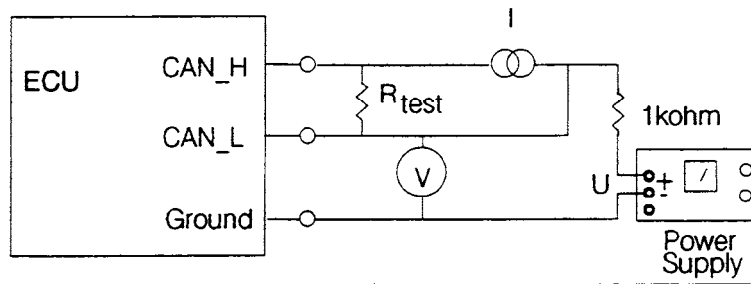 I
ECU
CAN_H
R test
CAN_L
1kohm
V
U
+
-
Ground
Power
Supply